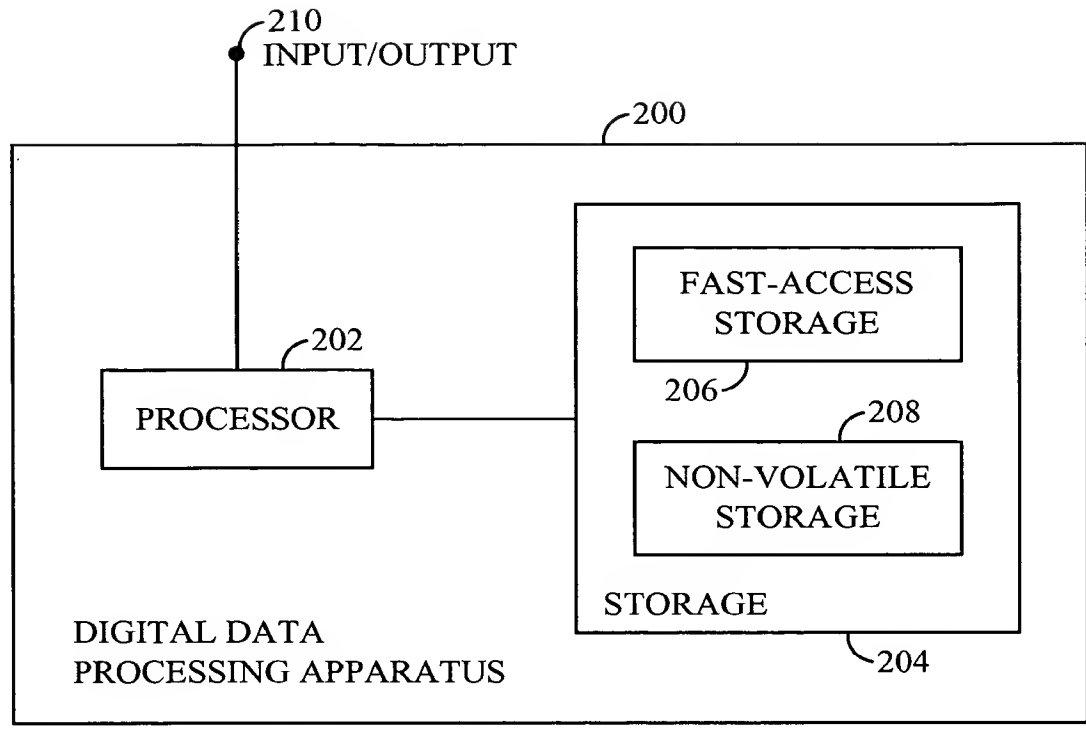 210
INPUT/OUTPUT
200
FAST-ACCESS
STORAGE
206
202
PROCESSOR
208
NON-VOLATILE
STORAGE
STORAGE
204
DIGITAL DATA
PROCESSING APPARATUS